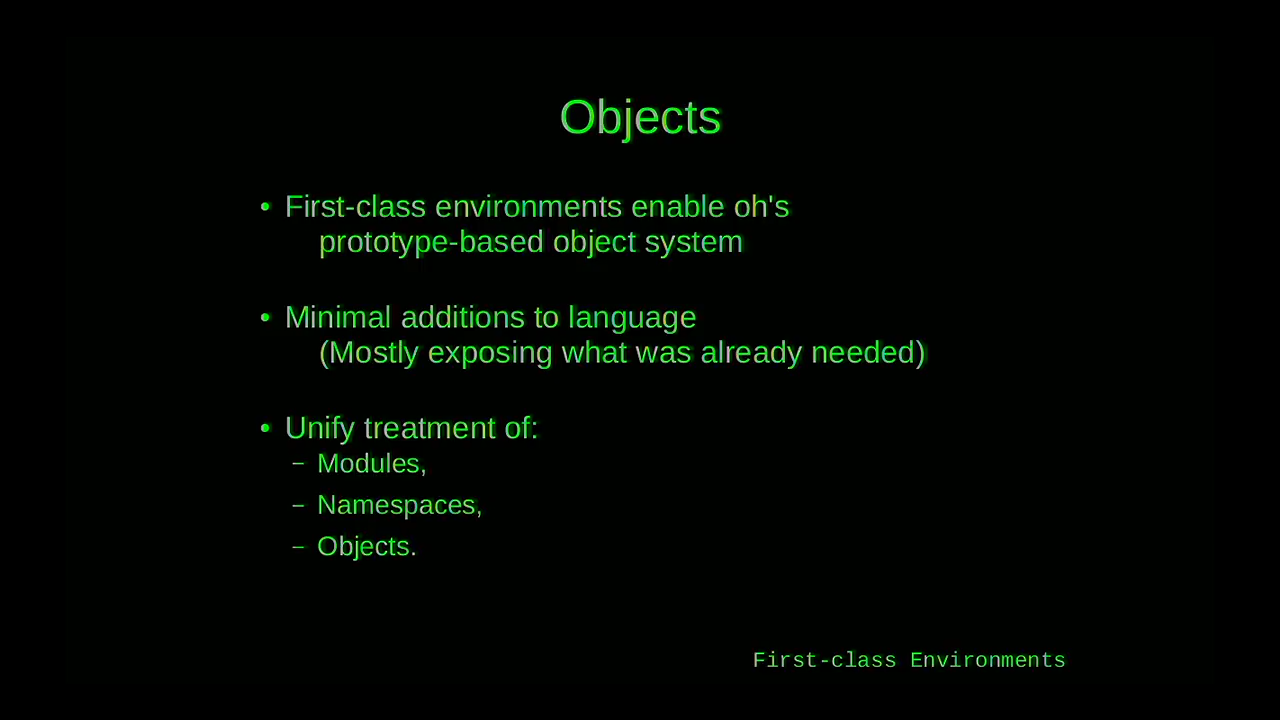 Objects
• First-class environments enable oh's
prototype-based object system
• Minimal additions to language
(Mostly exposing what was already needed)
• Unify treatment of:
– Modules,
– Namespaces,
– Objects.
First-class Environments